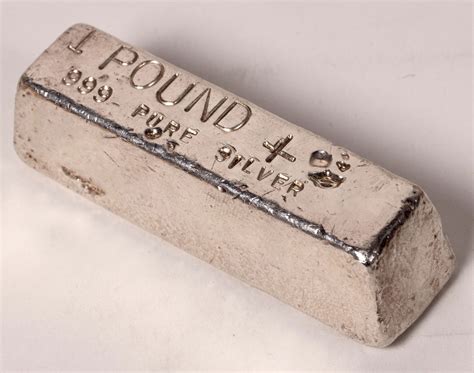 1 POUND +
999 PURE SILVER